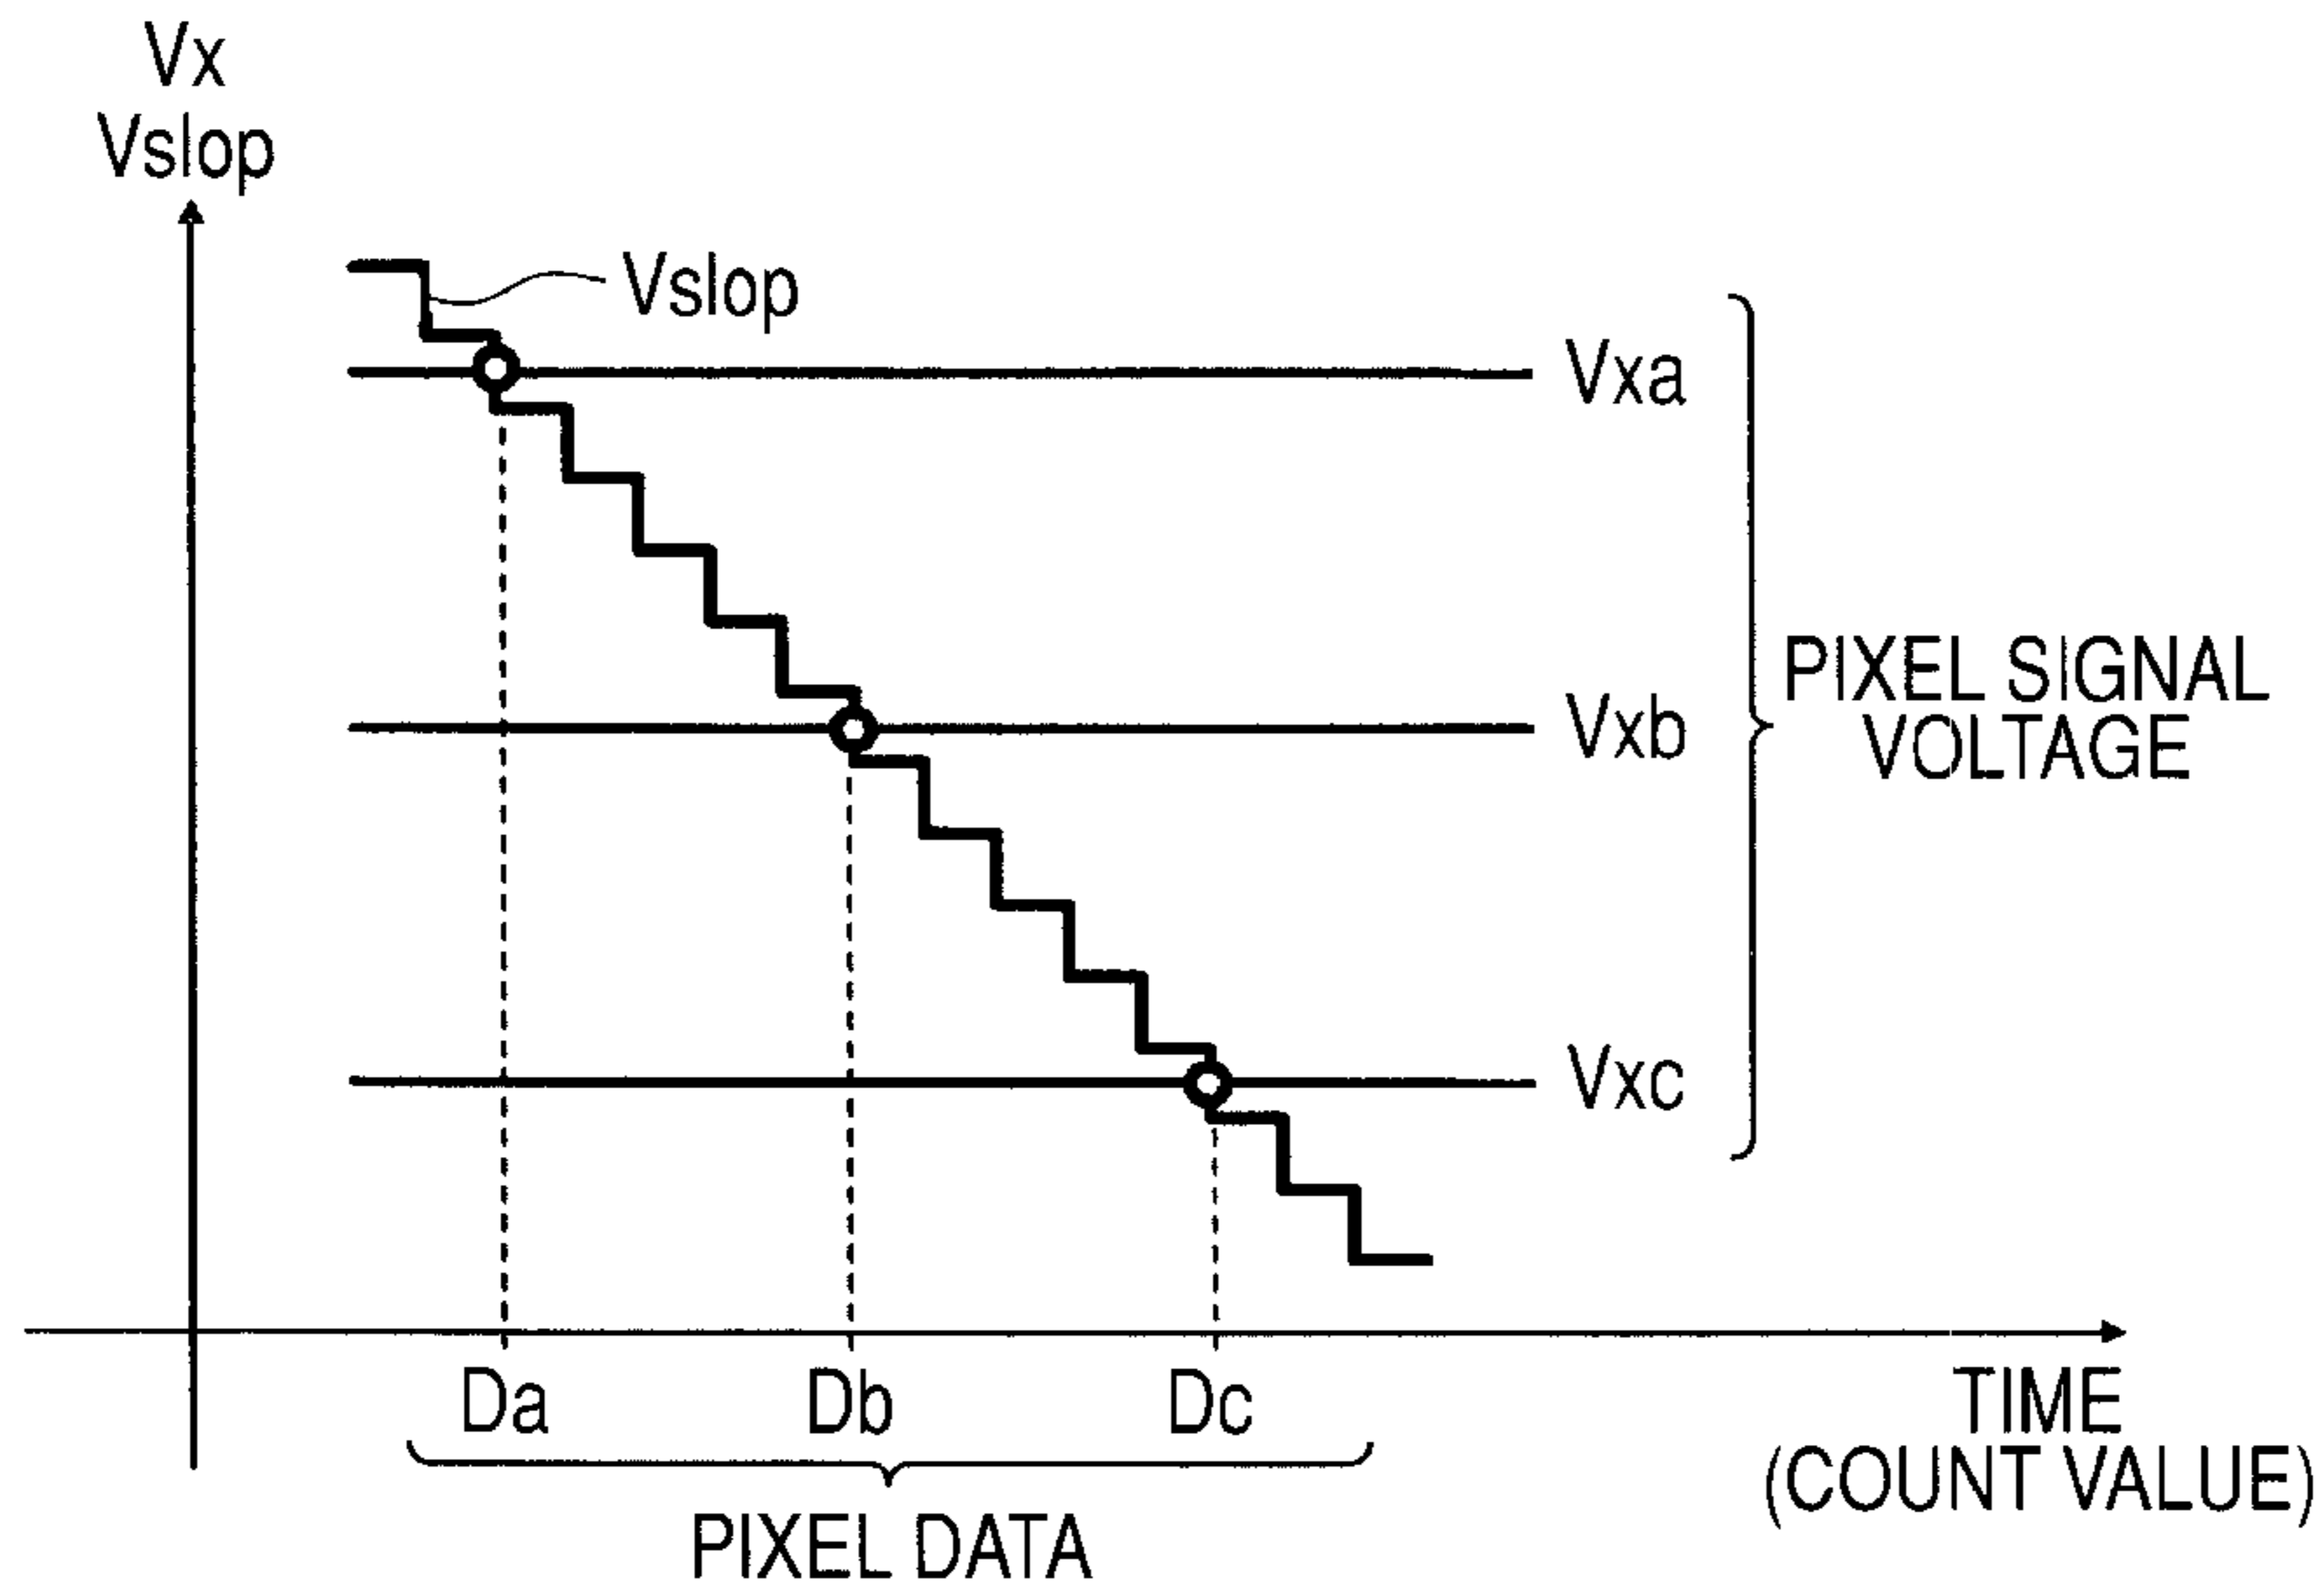 Vx
Vslop
Vslop
Vxa
Vxb
Vxc
PIXEL SIGNAL
VOLTAGE
Da
Db
Dc
PIXEL DATA
TIME
(COUNT VALUE)